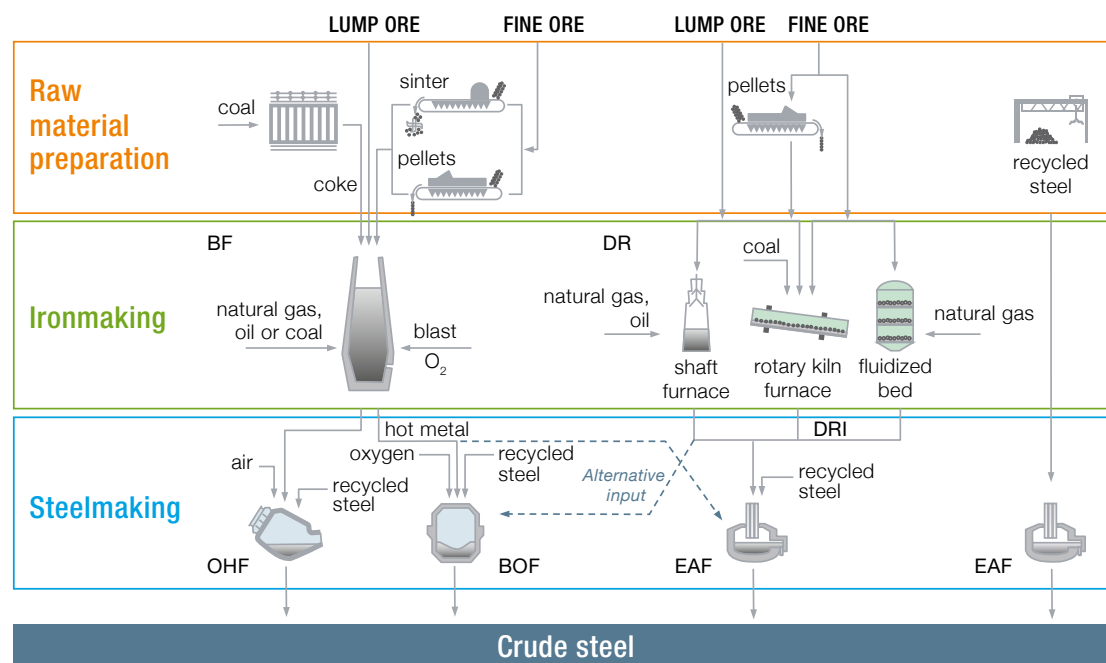 LUMP ORE
FINE ORE
LUMP ORE
FINE ORE
Raw
material
preparation
coal
sinter
pellets
coke
pellets
recycled
steel
Ironmaking
BF
natural gas,
oil or coal
blast
O₂
DR
natural gas,
oil
coal
shaft
furnace
rotary kiln
furnace
fluidized
bed
natural gas
Steelmaking
hot metal
air
recycled
steel
oxygen
recycled
steel
Alternative
input
DRI
recycled
steel
OHF
BOF
EAF
EAF
Crude steel